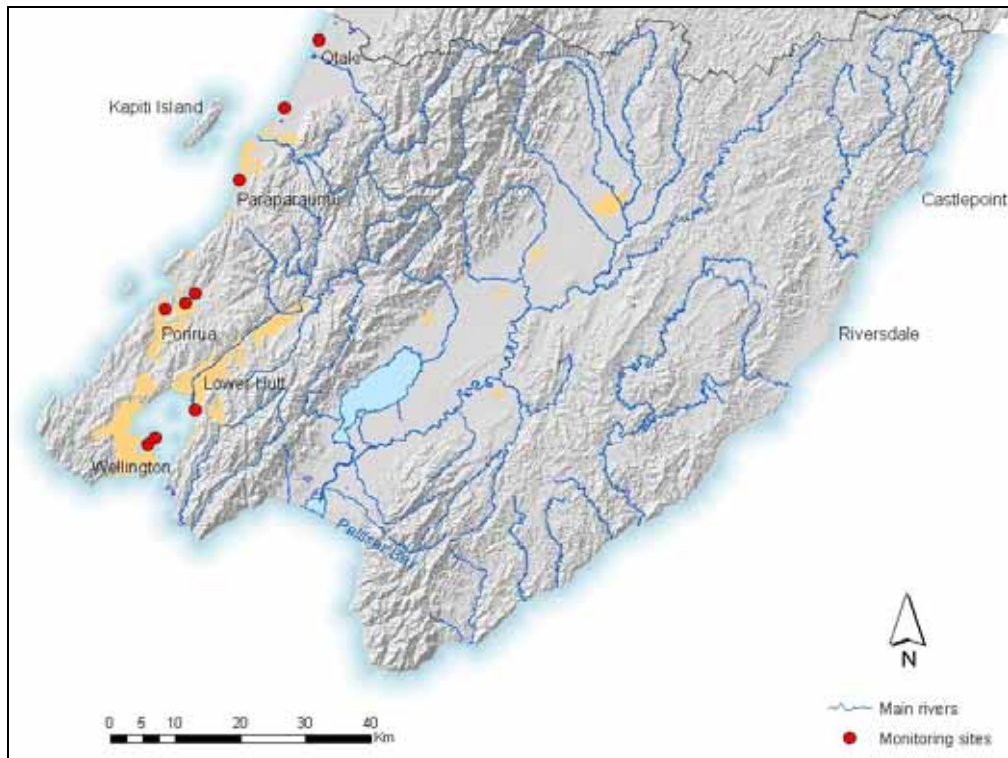 Otaki
Kapiti Island
Paraparaumu
Castlepoint
Porirua
Riversdale
Lower Hutt
Wellington
Palliser Bay
N
0 5 10 20 30 40
Km
Main rivers
Monitoring sites